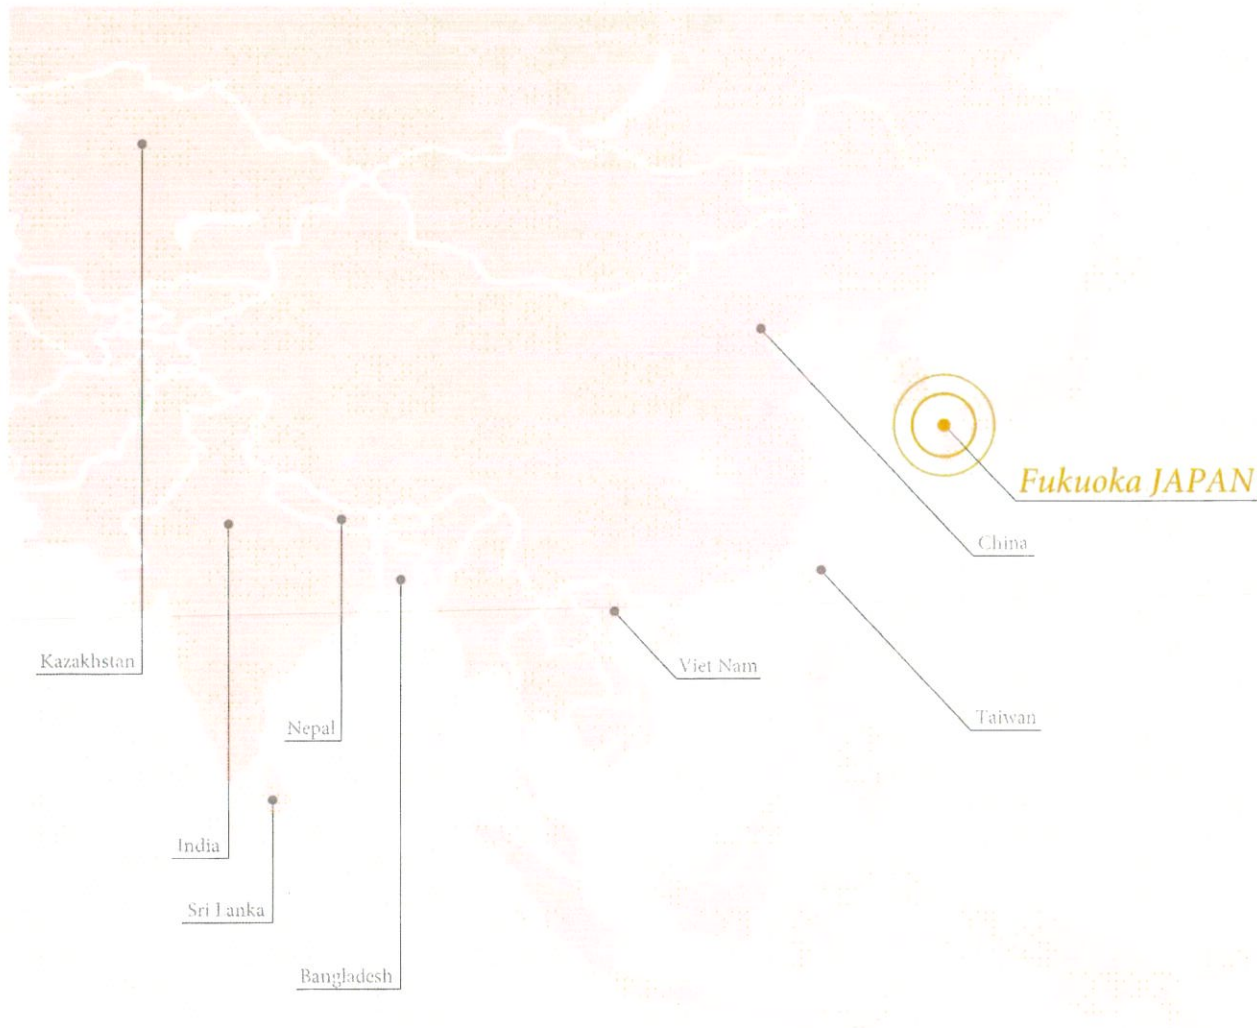 Fukuoka JAPAN
China
Kazakhstan
Viet Nam
Taiwan
Nepal
India
Sri Lanka
Bangladesh